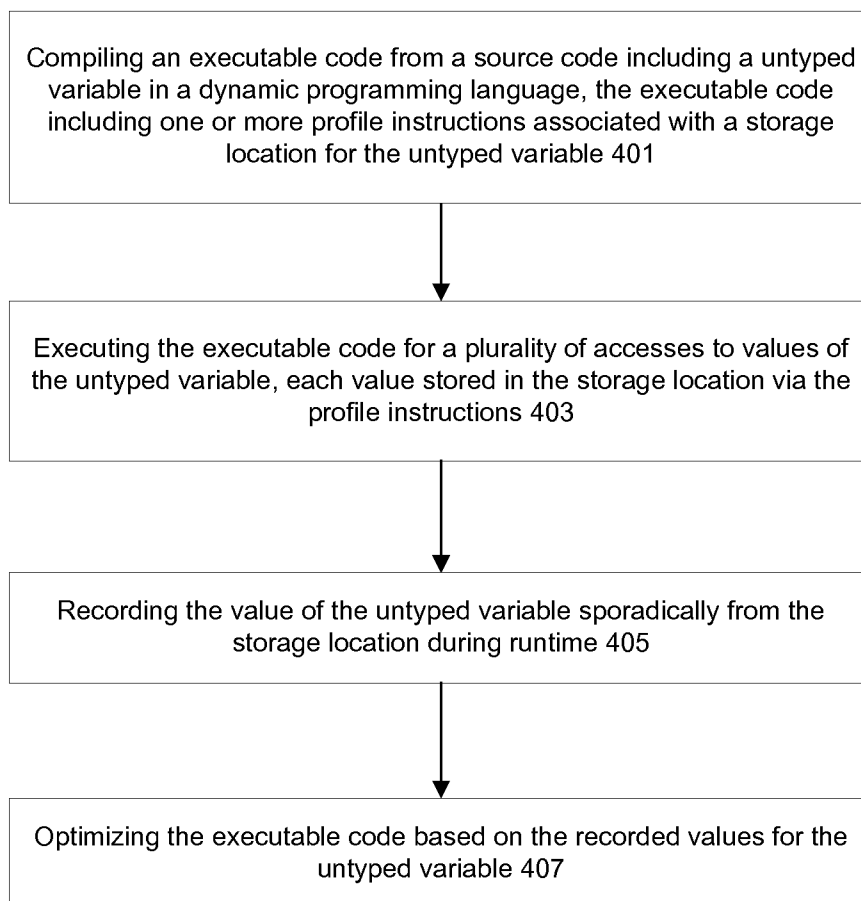 Compiling an executable code from a source code including a untyped
variable in a dynamic programming language, the executable code
including one or more profile instructions associated with a storage
location for the untyped variable 401
Executing the executable code for a plurality of accesses to values of
the untyped variable, each value stored in the storage location via the
profile instructions 403
Recording the value of the untyped variable sporadically from the
storage location during runtime 405
Optimizing the executable code based on the recorded values for the
untyped variable 407